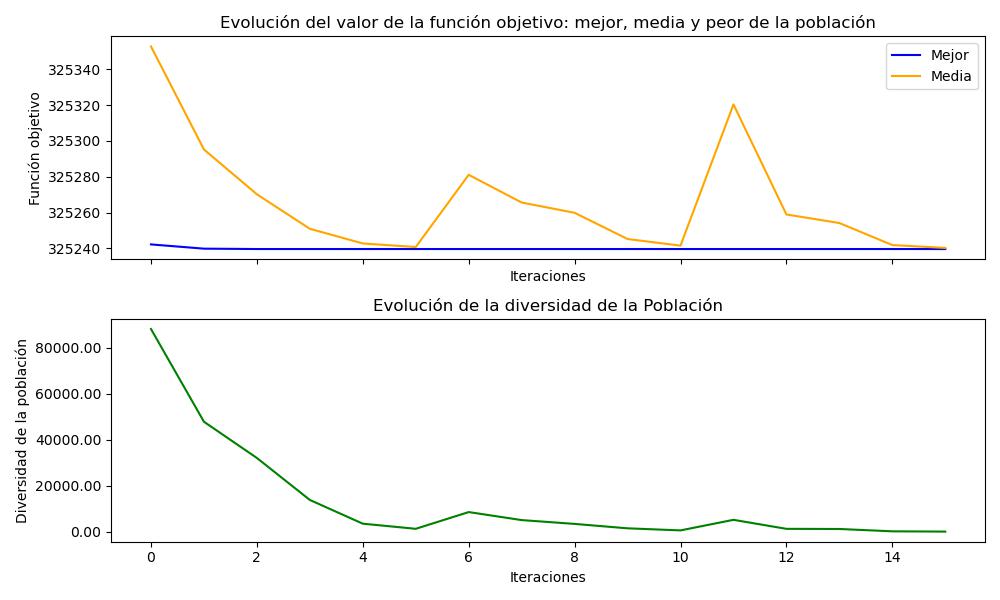 Evolución del valor de la función objetivo: mejor, media y peor de la población
Función objetivo
325340
325320
325300
325280
325260
325240
Mejor
Media
Iteraciones
Evolución de la diversidad de la Población
Diversidad de la población
80000.00
60000.00
40000.00
20000.00
0.00
0 2 4 6 8 10 12 14
Iteraciones